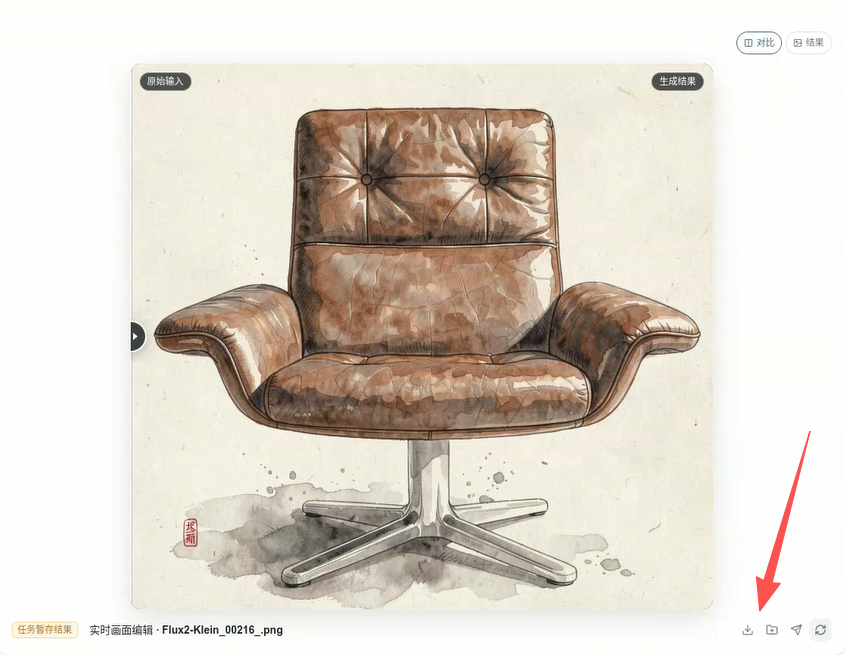 对比
结果
原始输入
生成结果
任务暂存结果
实时画面编辑 · Flux2-Klein_00216_.png